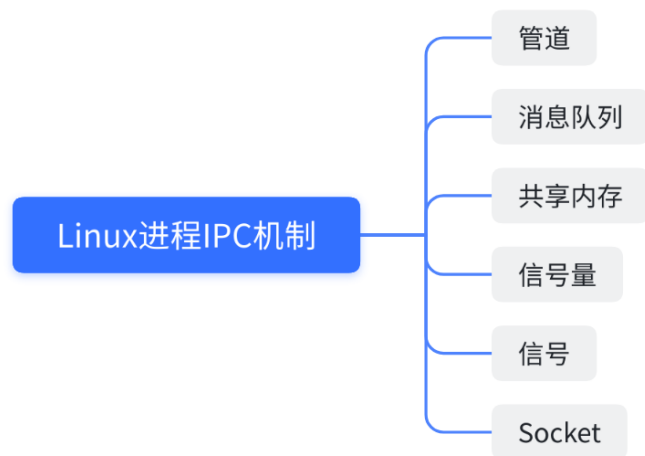 Linux进程IPC机制
管道
消息队列
共享内存
信号量
信号
Socket